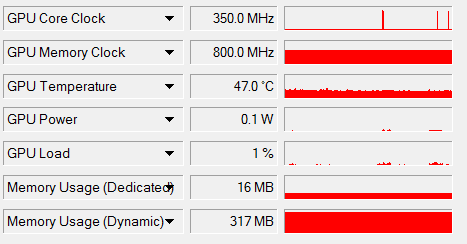 GPU Core Clock 350.0 MHz
GPU Memory Clock 800.0 MHz
GPU Temperature 47.0 °C
GPU Power 0.1 W
GPU Load 1 %
Memory Usage (Dedicated) 16 MB
Memory Usage (Dynamic) 317 MB